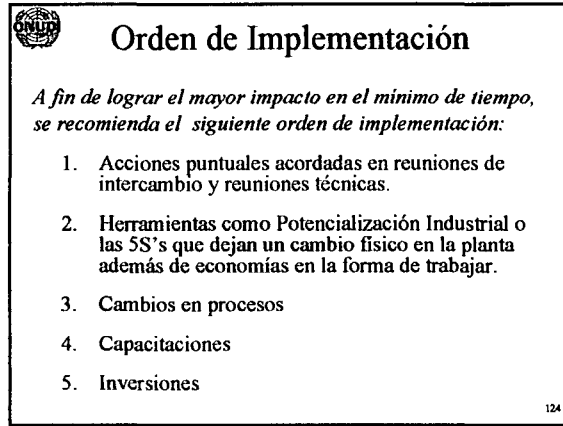 ONUDI
Orden de Implementación
A fin de lograr el mayor impacto en el mínimo de tiempo,
se recomienda el siguiente orden de implementación:
1. Acciones puntuales acordadas en reuniones de
intercambio y reuniones técnicas.
2. Herramientas como Potencialización Industrial o
las 5S's que dejan un cambio físico en la planta
además de economías en la forma de trabajar.
3. Cambios en procesos
4. Capacitaciones
5. Inversiones
124